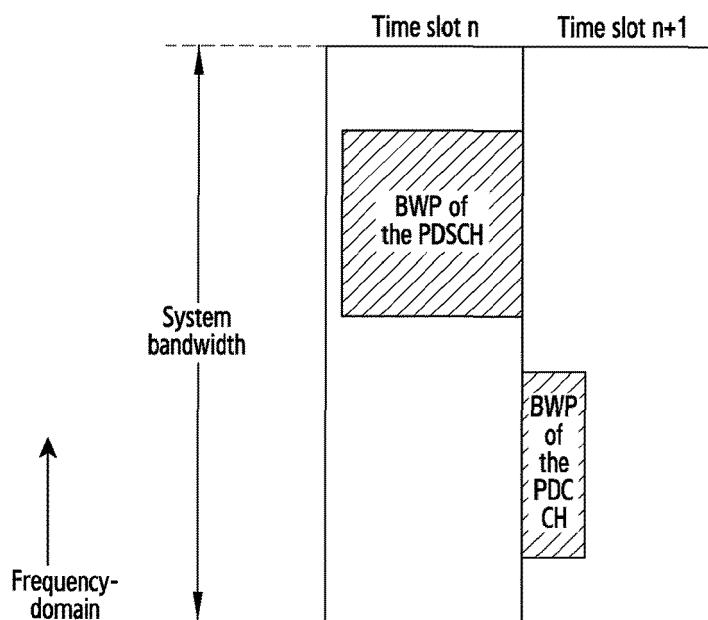 Time slot n
Time slot n+1
BWP of
the PDSCH
System
bandwidth
BWP
of
the
PDC
CH
Frequency-
domain